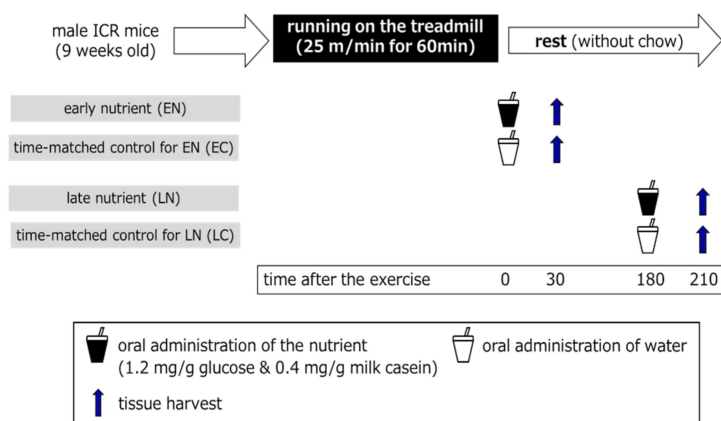 male ICR mice
(9 weeks old)
running on the treadmill
(25 m/min for 60min)
rest (without chow)
early nutrient (EN)
time-matched control for EN (EC)
late nutrient (LN)
time-matched control for LN (LC)
time after the exercise 0 30 180 210
oral administration of the nutrient
(1.2 mg/g glucose & 0.4 mg/g milk casein)
oral administration of water
tissue harvest